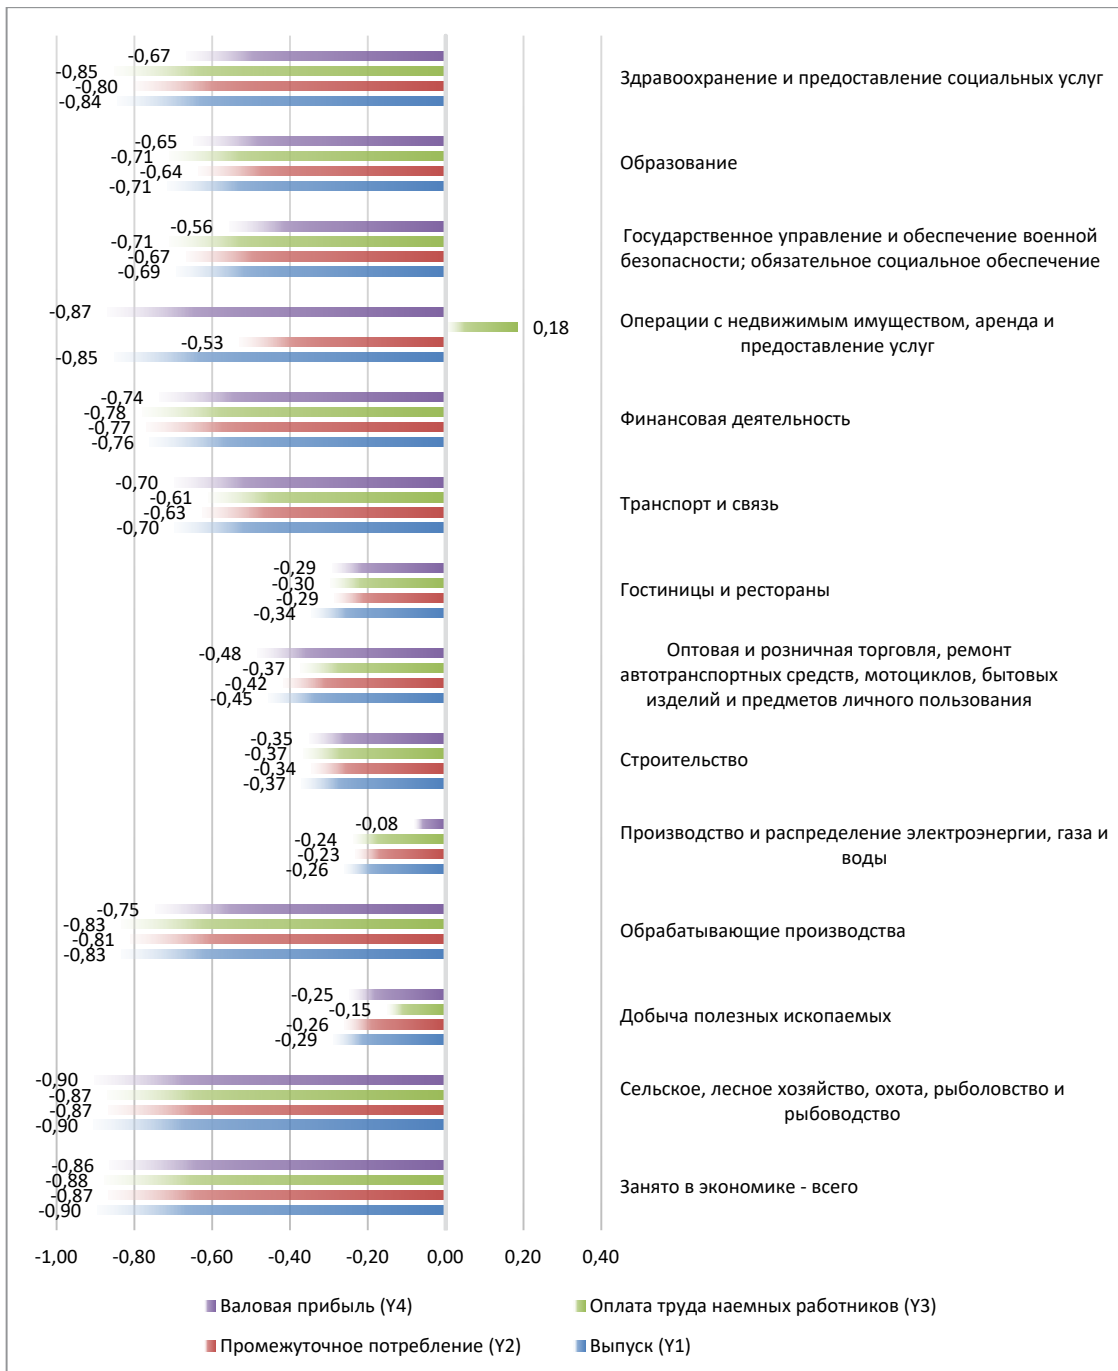 -0,67
-0,85
-0,80
-0,84
Здравоохранение и предоставление социальных услуг
-0,65
-0,71
-0,64
-0,71
Образование
-0,56
-0,71
-0,67
-0,69
Государственное управление и обеспечение военной
безопасности; обязательное социальное обеспечение
-0,87
0,18
-0,53
-0,85
Операции с недвижимым имуществом, аренда и
предоставление услуг
-0,74
-0,78
-0,77
-0,76
Финансовая деятельность
-0,70
-0,61
-0,63
-0,70
Транспорт и связь
-0,29
-0,30
-0,29
-0,34
Гостиницы и рестораны
-0,48
-0,37
-0,42
-0,45
Оптовая и розничная торговля, ремонт
автотранспортных средств, мотоциклов, бытовых
изделий и предметов личного пользования
-0,35
-0,37
-0,34
-0,37
Строительство
-0,08
-0,24
-0,23
-0,26
Производство и распределение электроэнергии, газа и
воды
-0,75
-0,83
-0,81
-0,83
Обрабатывающие производства
-0,25
-0,15
-0,26
-0,29
Добыча полезных ископаемых
-0,90
-0,87
-0,87
-0,90
Сельское, лесное хозяйство, охота, рыболовство и
рыбоводство
-0,86
-0,88
-0,87
-0,90
Занято в экономике - всего
-1,00 -0,80 -0,60 -0,40 -0,20 0,00 0,20 0,40
Валовая прибыль (Y4) Оплата труда наемных работников (Y3)
Промежуточное потребление (Y2) Выпуск (Y1)